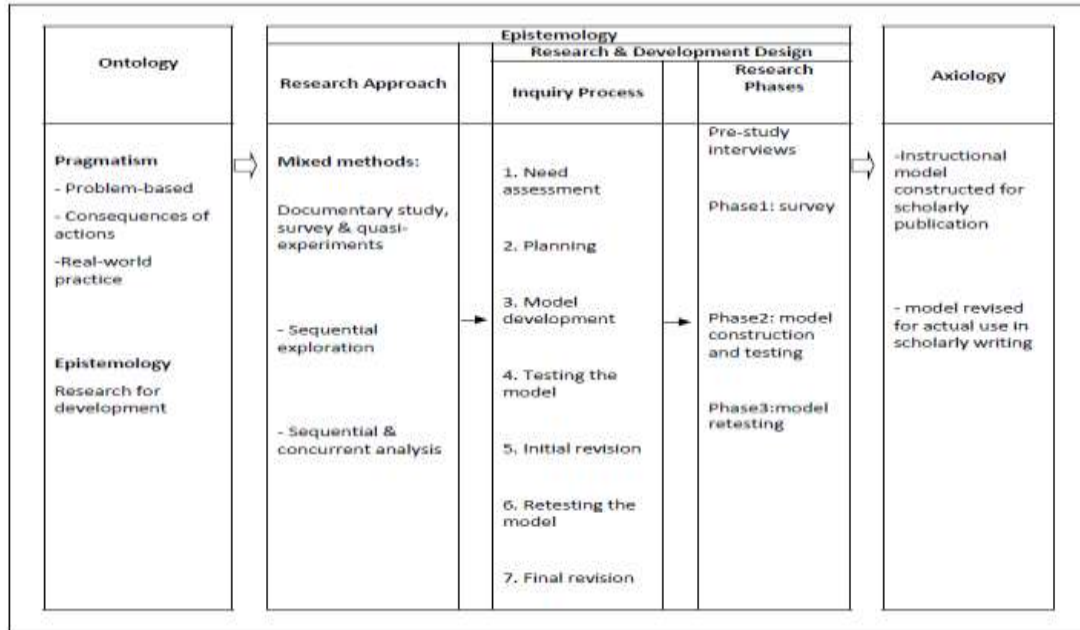 Ontology
Pragmatism
- Problem-based
- Consequences of
actions
-Real-world
practice
Epistemology
Research for
development
Epistemology
Research Approach
Mixed methods:
Documentary study,
survey & quasi-
experiments
- Sequential
exploration
- Sequential &
concurrent analysis
Research & Development Design
Inquiry Process
1. Need
assessment
2. Planning
3. Model
development
4. Testing the
model
5. Initial revision
6. Retesting the
model
7. Final revision
Research
Phases
Pre-study
interviews
Phase1: survey
Phase2: model
construction
and testing
Phase3:model
retesting
Axiology
-Instructional
model
constructed for
scholarly
publication
- model revised
for actual use in
scholarly writing